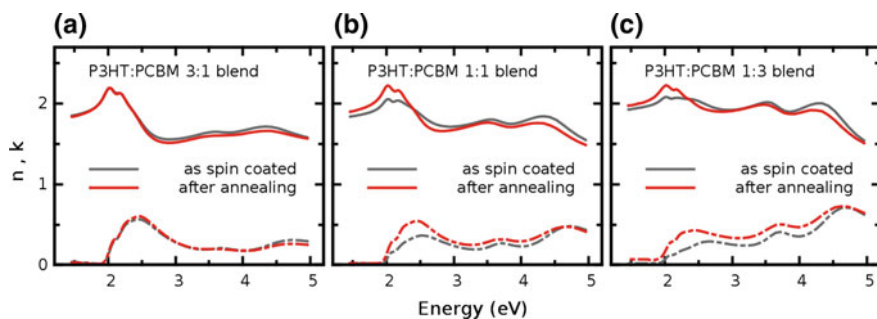 (a) (b) (c)
P3HT:PCBM 3:1 blend P3HT:PCBM 1:1 blend P3HT:PCBM 1:3 blend
2
as spin coated as spin coated as spin coated
after annealing after annealing after annealing
1
0
2 3 4 5 2 3 4 5 2 3 4 5
n , k
Energy (eV)